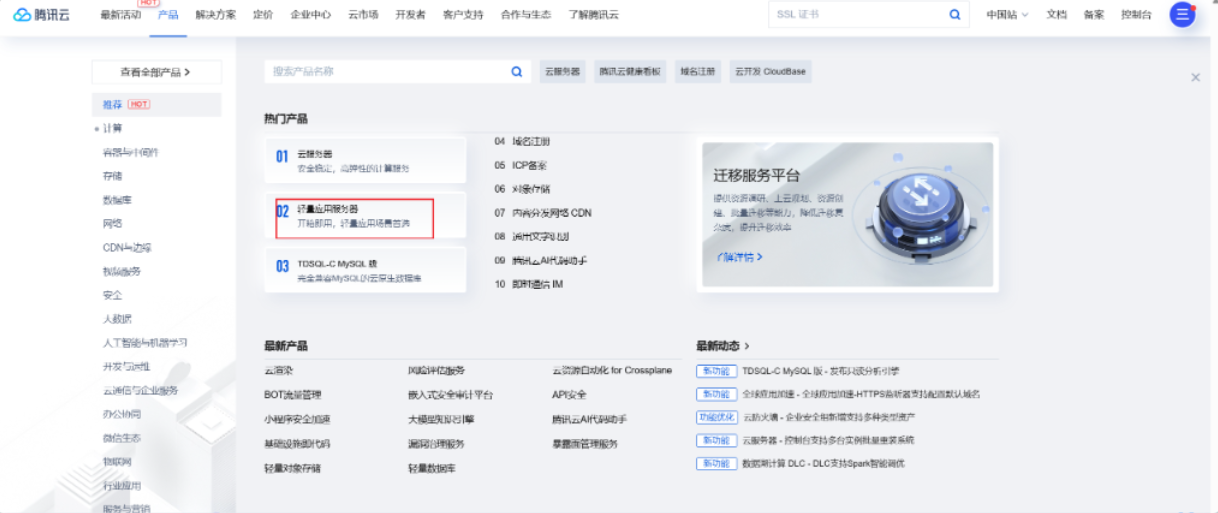 腾讯云
最新活动
HOT
产品
解决方案
定价
企业中心
云市场
开发者
客户支持
合作与生态
了解腾讯云
SSL 证书
中国站
文档
备案
控制台
查看全部产品
推荐 HOT
计算
容器与中间件
存储
数据库
网络
CDN与边缘
视频服务
安全
大数据
人工智能与机器学习
开发与运维
云通信与企业服务
办公协同
微信生态
物联网
行业应用
服务与营销
搜索产品名称
云服务器
腾讯云健康看板
域名注册
云开发 CloudBase
热门产品
01 云服务器
安全稳定，高弹性的计算服务
02 轻量应用服务器
开箱即用，轻量应用场景首选
03 TDSQL-C MySQL 版
完全兼容MySQL的云原生数据库
04 域名注册
05 ICP备案
06 对象存储
07 内容分发网络 CDN
08 通用文字识别
09 腾讯云AI代码助手
10 即时通信 IM
迁移服务平台
提供资源调研、上云规划、资源创
建、批量迁移等能力，降低迁移复
杂度，提升迁移效率
了解详情
最新产品
云渲染
风险评估服务
云资源自动化 for Crossplane
BOT流量管理
嵌入式安全审计平台
API安全
小程序安全加速
大模型知识引擎
腾讯云AI代码助手
基础设施即代码
漏洞治理服务
暴露面管理服务
轻量对象存储
轻量数据库
最新动态
新功能 TDSQL-C MySQL 版 - 发布只读分析引擎
新功能 全球应用加速 - 全球应用加速-HTTPS监听器支持配置默认域名
功能优化 云防火墙 - 企业安全组新增支持多种类型资产
新功能 云服务器 - 控制台支持多台实例批量重装系统
新功能 数据湖计算 DLC - DLC支持Spark智能调优